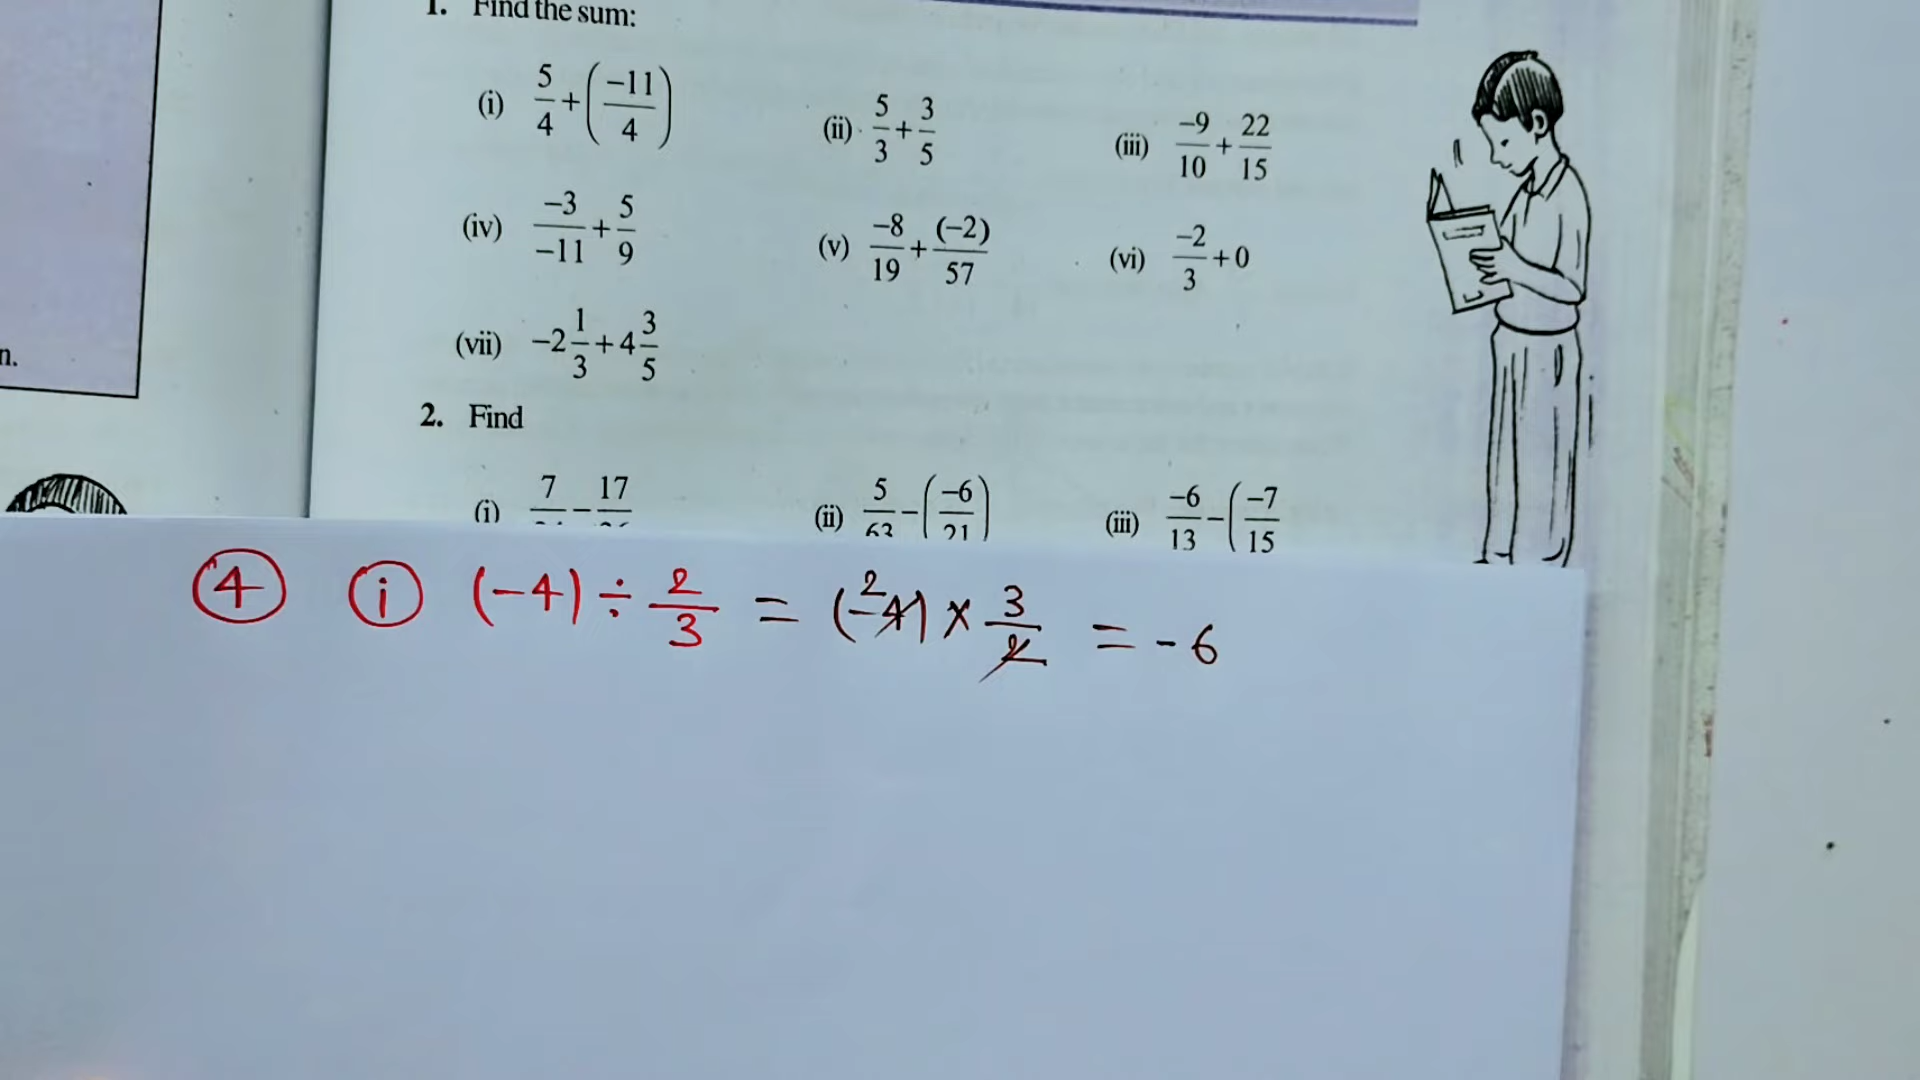 1. Find the sum:
(i) 5/4 + (-11/4) (ii) 5/3 + 3/5 (iii) -9/10 + 22/15
(iv) -3/-11 + 5/9 (v) -8/19 + (-2)/57 (vi) -2/3 + 0
(vii) -2 1/3 + 4 3/5
n.
2. Find
(i) 7/ - 17/ (ii) 5/63 - (-6/21) (iii) -6/13 - (-7/15
4 i (-4) ÷ 2/3 = (-4) 2 × 3/2 = -6